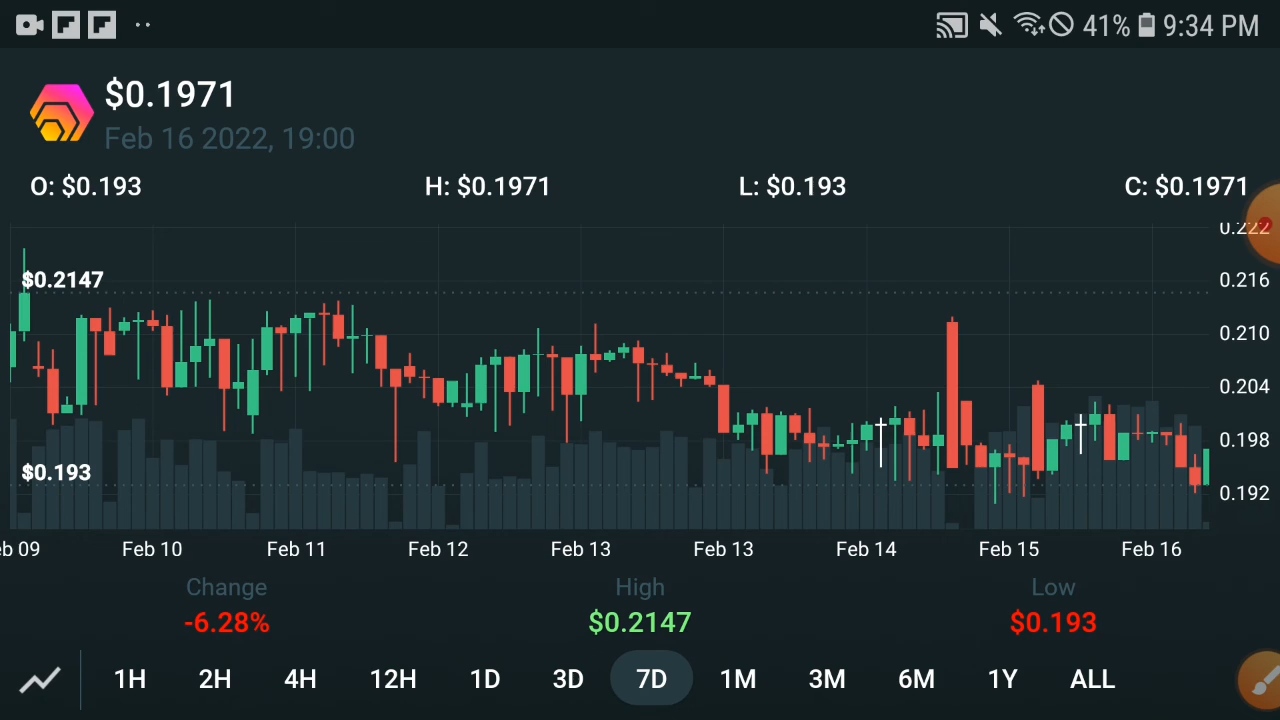 41% 9:34 PM
$0.1971
Feb 16 2022, 19:00
O: $0.193 H: $0.1971 L: $0.193 C: $0.1971
0.222
$0.2147
0.216
0.210
0.204
0.198
$0.193
0.192
b 09 Feb 10 Feb 11 Feb 12 Feb 13 Feb 13 Feb 14 Feb 15 Feb 16
Change High Low
-6.28% $0.2147 $0.193
1H 2H 4H 12H 1D 3D 7D 1M 3M 6M 1Y ALL